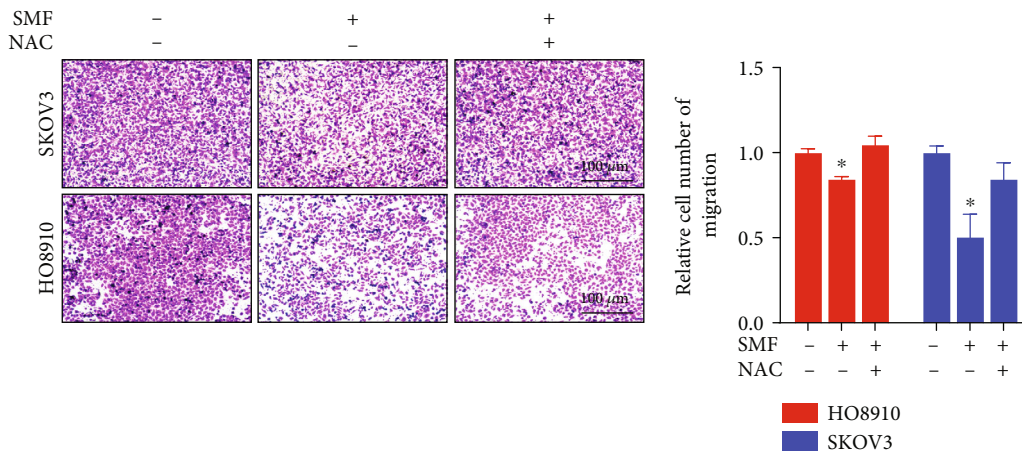 SMF − + +
NAC − − +
SKOV3
100 μm
HO8910
100 μm
Relative cell number of
migration
1.5
1.0
0.5
0.0
*
*
SMF − + + − + +
NAC − − + − − +
HO8910
SKOV3